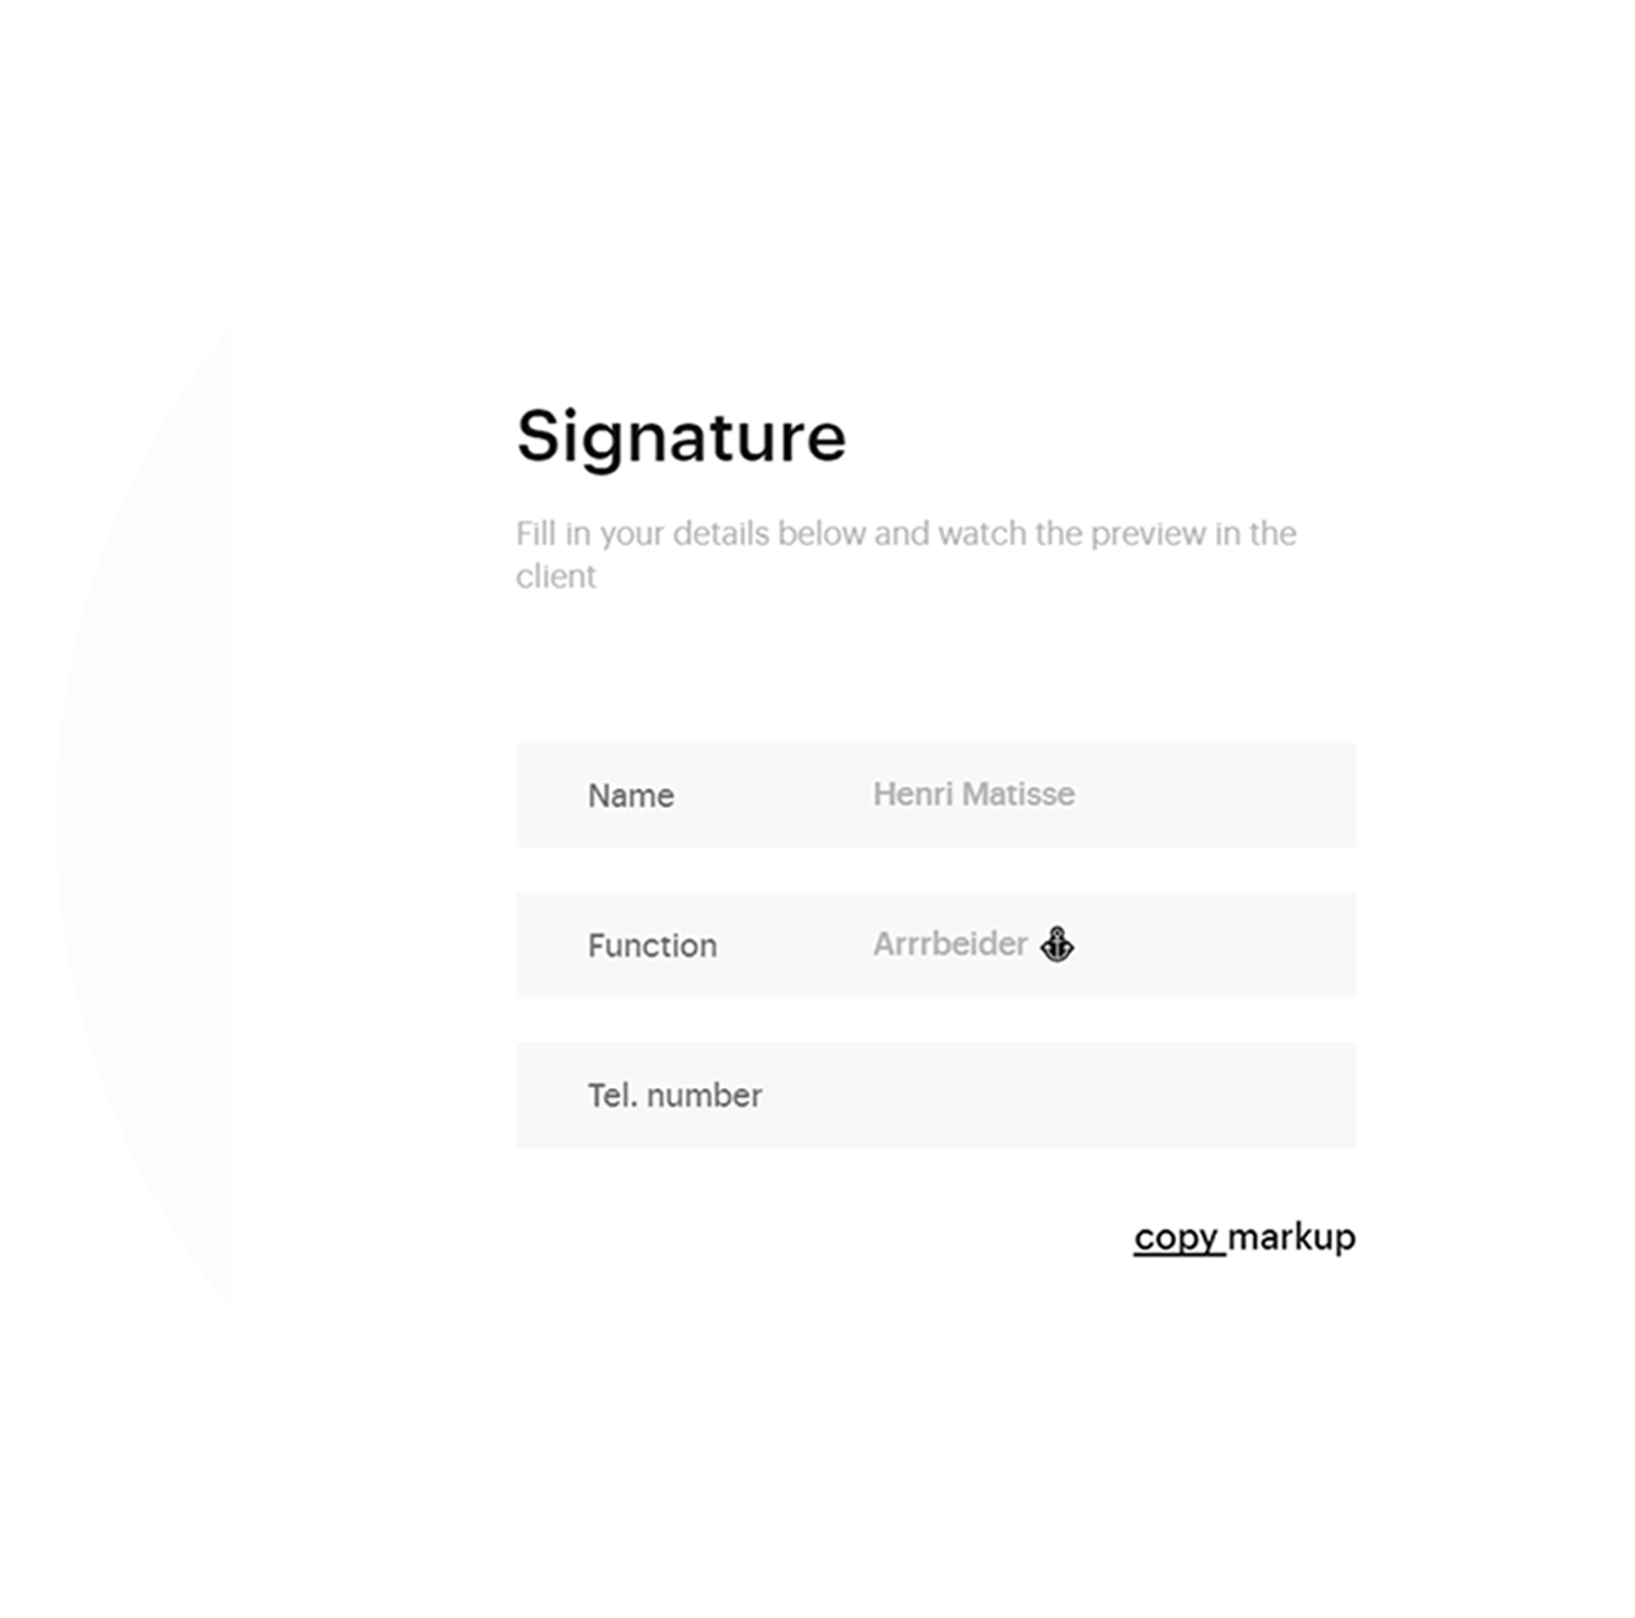 Signature
Fill in your details below and watch the preview in the
client
Name Henri Matisse
Function Arrrbeider ⚓
Tel. number
copy markup